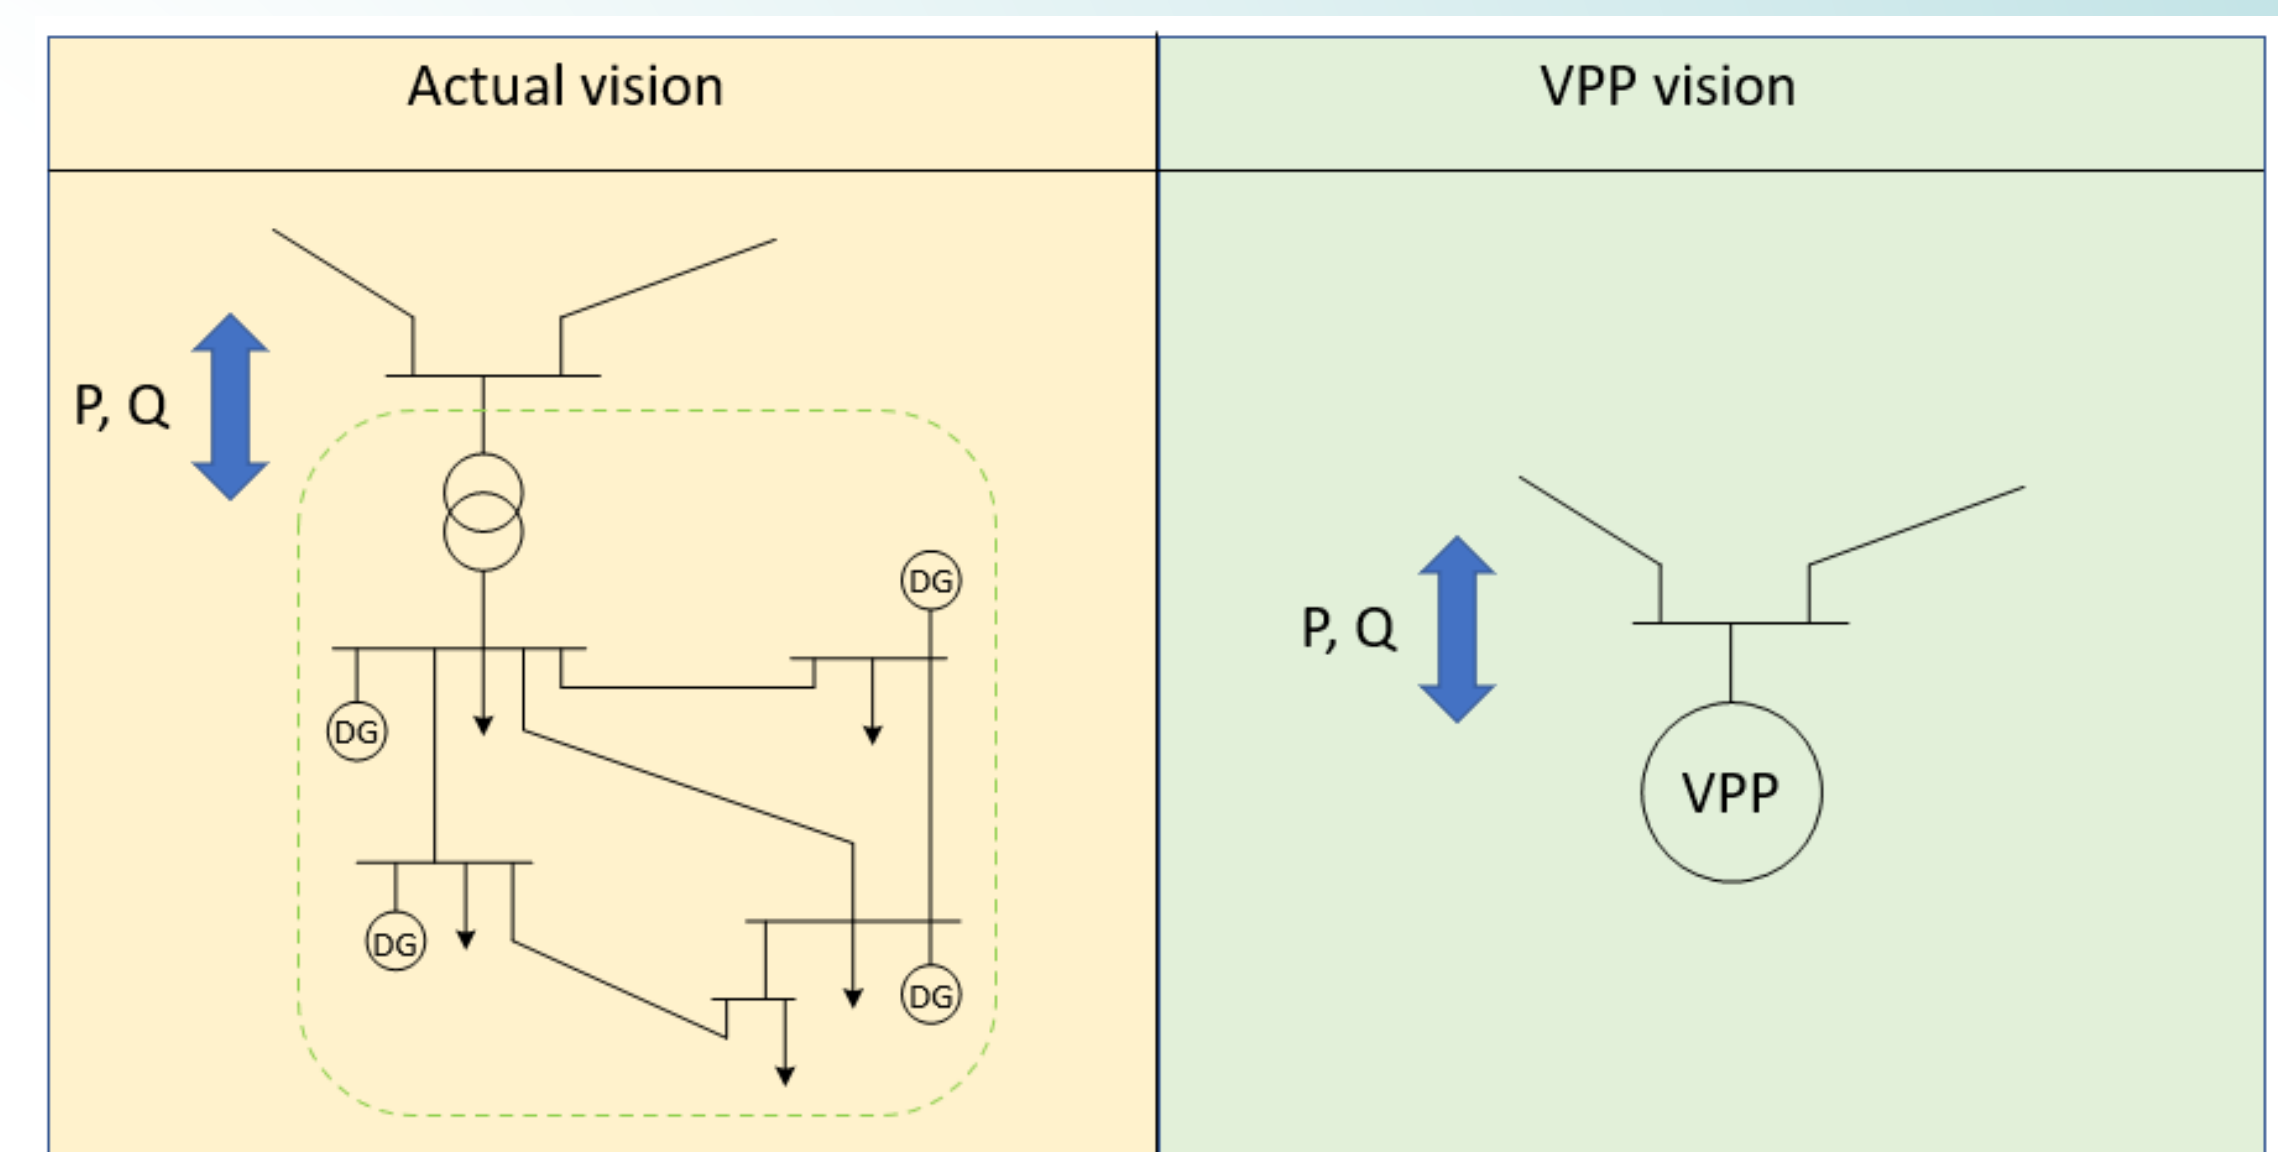 Actual vision
VPP vision
P, Q
DG
DG
DG
DG
P, Q
VPP